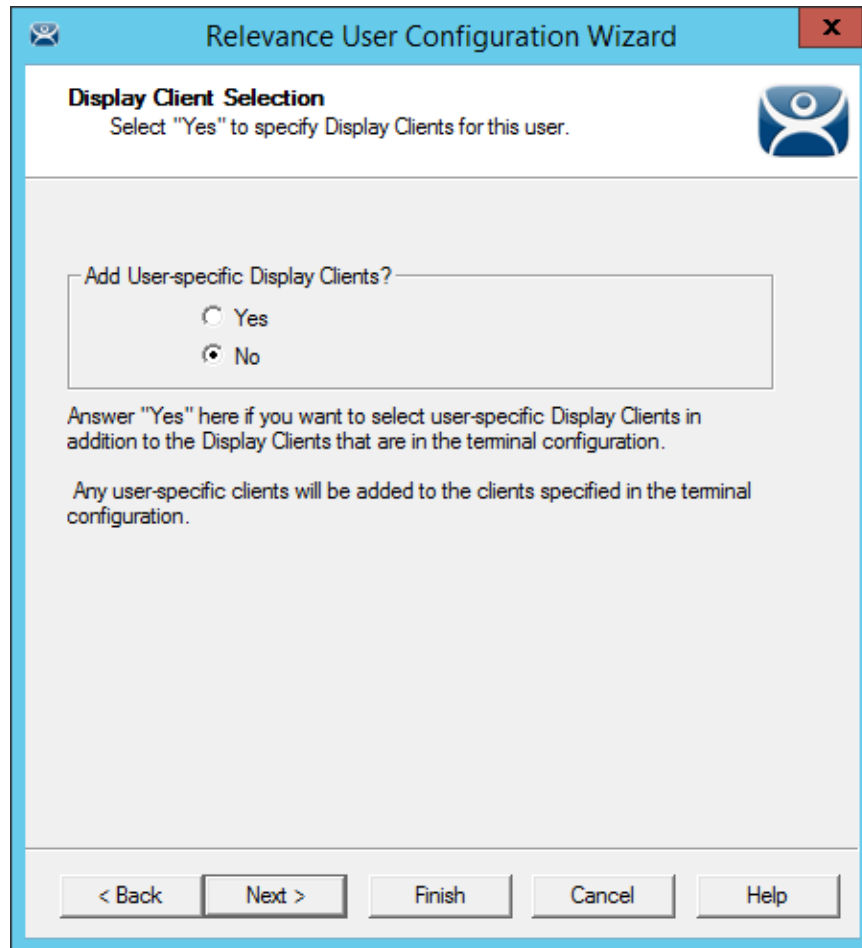 Relevance User Configuration Wizard
x
Display Client Selection
Select "Yes" to specify Display Clients for this user.
Add User-specific Display Clients?
Yes
No
Answer "Yes" here if you want to select user-specific Display Clients in
addition to the Display Clients that are in the terminal configuration.
Any user-specific clients will be added to the clients specified in the terminal
configuration.
< Back Next > Finish Cancel Help